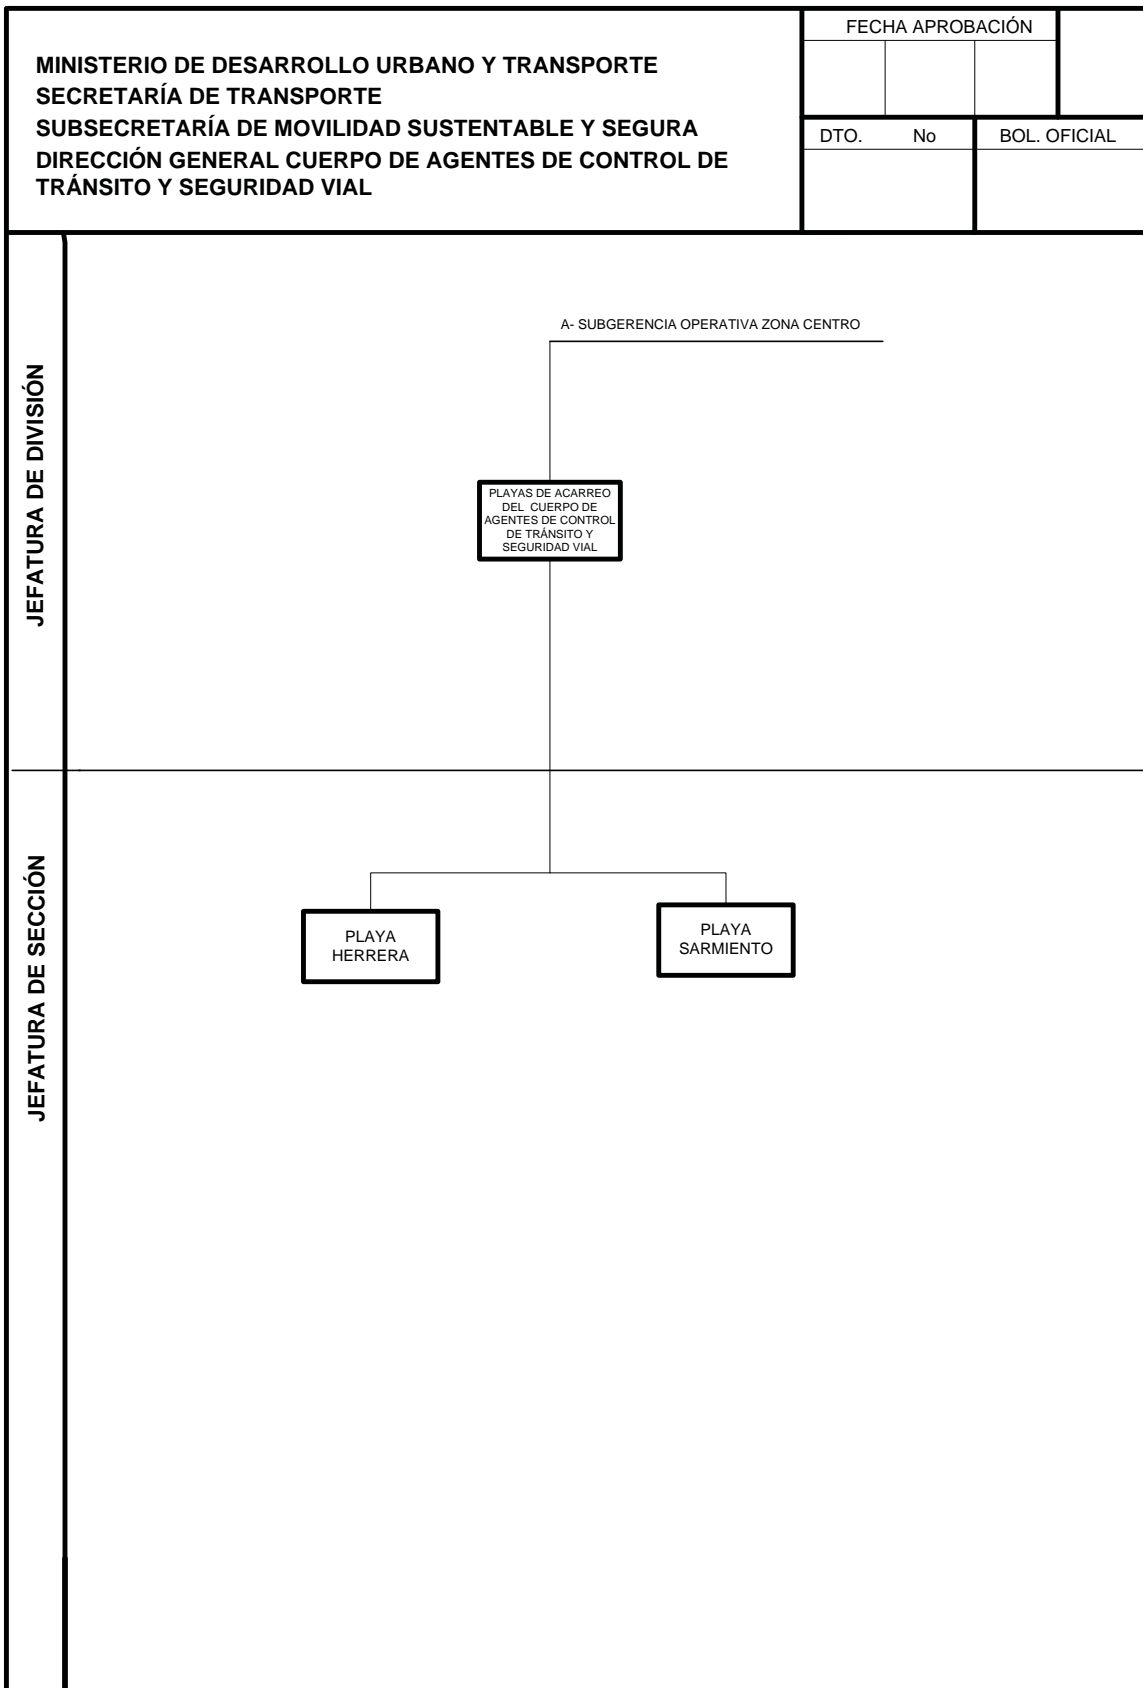 MINISTERIO DE DESARROLLO URBANO Y TRANSPORTE
SECRETARÍA DE TRANSPORTE
SUBSECRETARÍA DE MOVILIDAD SUSTENTABLE Y SEGURA
DIRECCIÓN GENERAL CUERPO DE AGENTES DE CONTROL DE
TRÁNSITO Y SEGURIDAD VIAL
FECHA APROBACIÓN
DTO. No
BOL. OFICIAL
JEFATURA DE DIVISIÓN
A- SUBGERENCIA OPERATIVA ZONA CENTRO
PLAYAS DE ACARREO
DEL CUERPO DE
AGENTES DE CONTROL
DE TRÁNSITO Y
SEGURIDAD VIAL
JEFATURA DE SECCIÓN
PLAYA
HERRERA
PLAYA
SARMIENTO